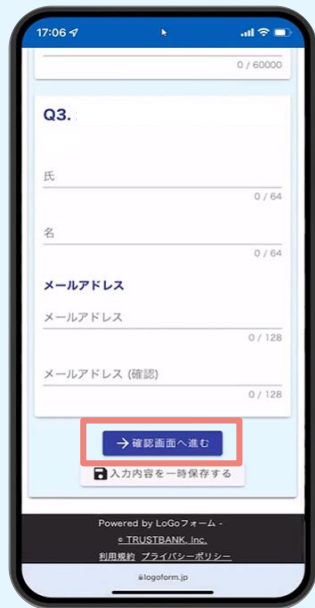 17:06
0 / 60000
Q3.
氏
0 / 64
名
0 / 64
メールアドレス
メールアドレス
0 / 128
メールアドレス (確認)
0 / 128
→確認画面へ進む
入力内容を一時保存する
Powered by LoGoフォーム -
© TRUSTBANK, Inc.
利用規約 プライバシーポリシー
logoform.jp